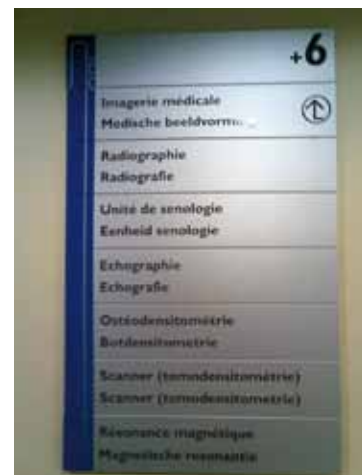 +6
Imagerie médicale
Medische
Radiographie
Radiografie
Unité de senologie
Eenheid senologie
Echographie
Echografie
Ostéodensitométrie
Botdensitometrie
Scanner (tomodensitométrie)
Scanner (tomodensitometrie)
Résonance magnétique
Magnetische resonantie